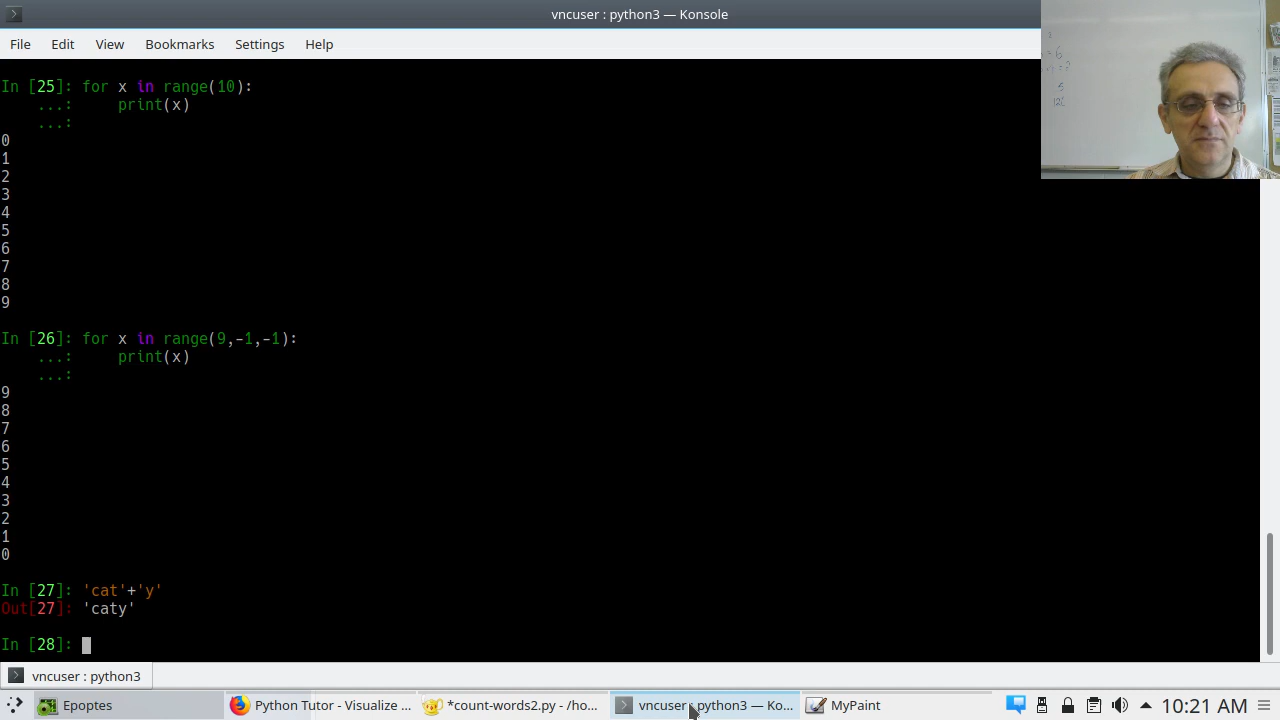 vncuser : python3 — Konsole
File Edit View Bookmarks Settings Help
In [25]: for x in range(10):
...: print(x)
...:
0
1
2
3
4
5
6
7
8
9
In [26]: for x in range(9,-1,-1):
...: print(x)
...:
9
8
7
6
5
4
3
2
1
0
In [27]: 'cat'+'y'
Out[27]: 'caty'
In [28]:
vncuser : python3
Epoptes Python Tutor - Visualize ... *count-words2.py – ~ho... vncuser : python3 — Ko... MyPaint 10:21 AM